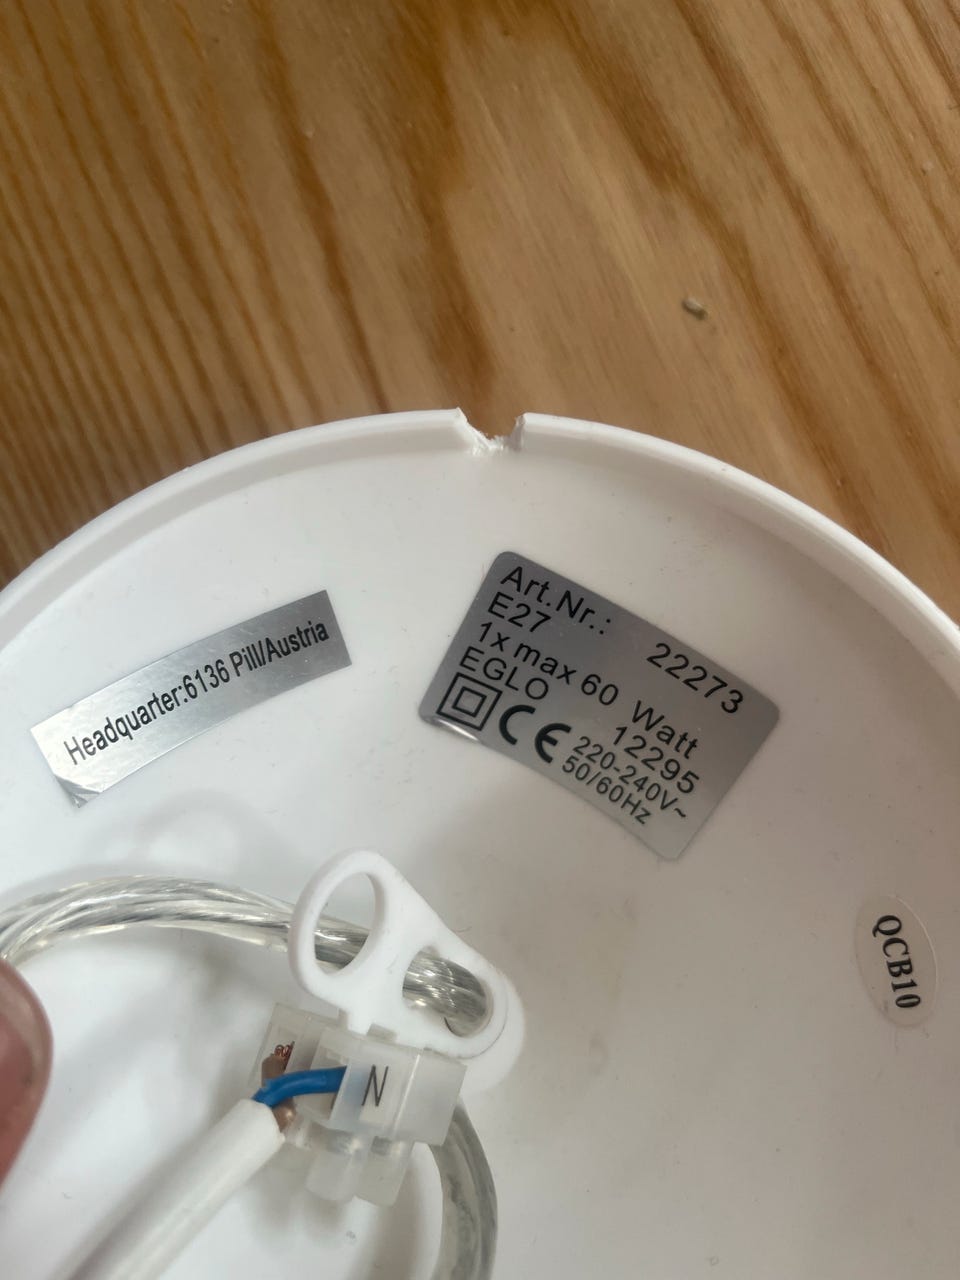 Headquarter:6136 Pill/Austria
Art.Nr.: 22273
E27
1x max 60 Watt
EGLO 12295
CE 220-240V~
50/60Hz
QCB10
N